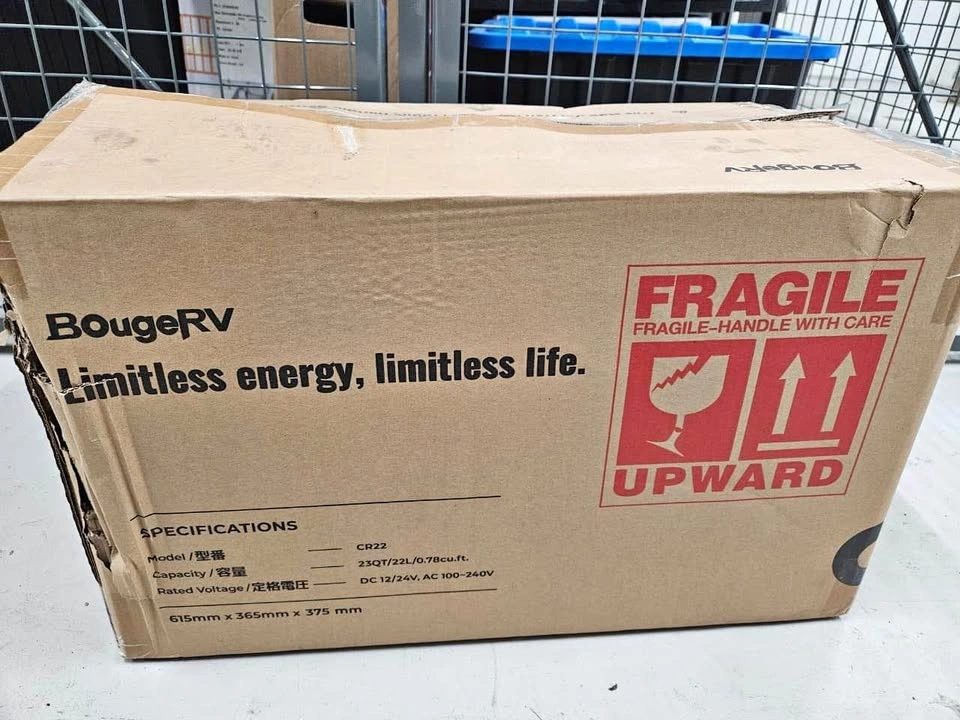 BougeRV
BougeRV
Limitless energy, limitless life.
FRAGILE
FRAGILE-HANDLE WITH CARE
UPWARD
SPECIFICATIONS
Model / 型番 CR22
Capacity / 容量 23QT/22L/0.78cu.ft.
Rated Voltage / 定格電圧 DC 12/24V, AC 100~240V
615mm x 365mm x 375 mm